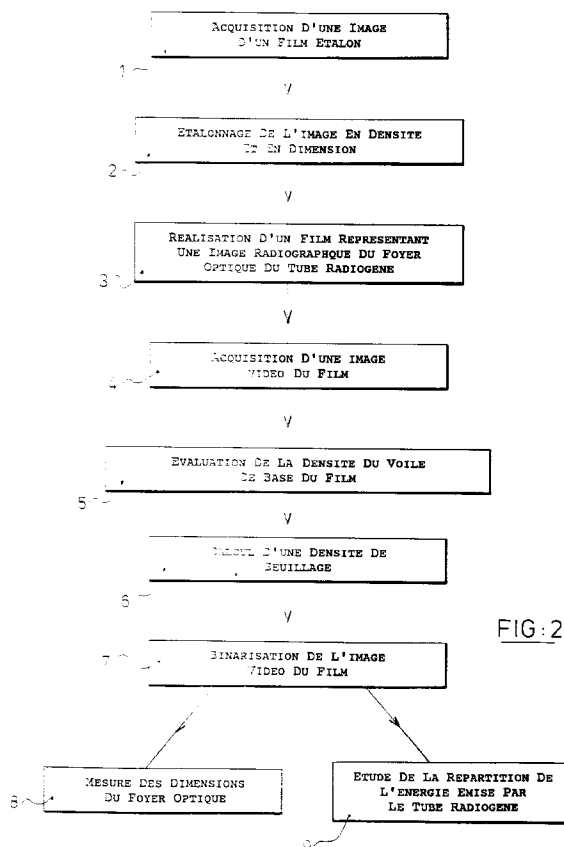 ACQUISITION D'UNE IMAGE
D'UN FILM ETALON
1
ETALONNAGE DE L'IMAGE EN DENSITE
ET EN DIMENSION
2
REALISATION D'UN FILM REPRESENTANT
UNE IMAGE RADIOGRAPHQUE DU FOYER
OPTIQUE DU TUBE RADIOGENE
3
ACQUISITION D'UNE IMAGE
VIDEO DU FILM
4
EVALUATION DE LA DENSITE DU VOILE
DE BASE DU FILM
5
CALCUL D'UNE DENSITE DE
SEUILLAGE
6
FIG:2
BINARISATION DE L'IMAGE
VIDEO DU FILM
7
MESURE DES DIMENSIONS
DU FOYER OPTIQUE
8
ETUDE DE LA REPARTITION DE
L'ENERGIE EMISE PAR
LE TUBE RADIOGENE
9